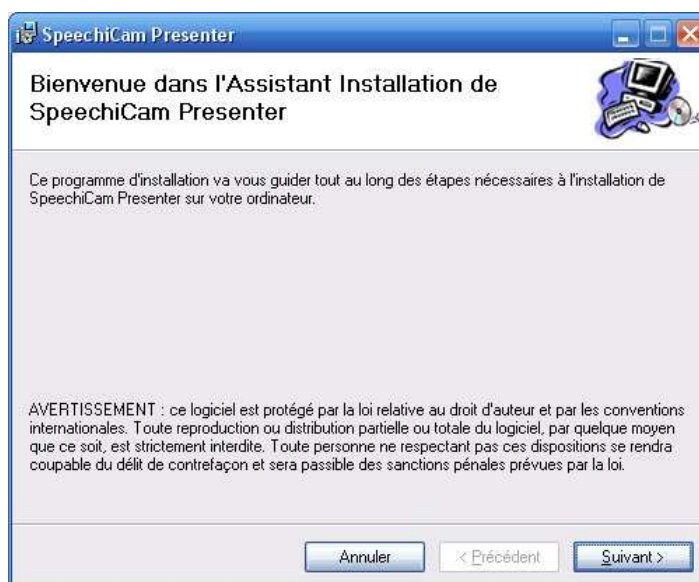 SpeechiCam Presenter
Bienvenue dans l'Assistant Installation de
SpeechiCam Presenter
Ce programme d'installation va vous guider tout au long des étapes nécessaires à l'installation de
SpeechiCam Presenter sur votre ordinateur.
AVERTISSEMENT : ce logiciel est protégé par la loi relative au droit d'auteur et par les conventions
internationales. Toute reproduction ou distribution partielle ou totale du logiciel, par quelque moyen
que ce soit, est strictement interdite. Toute personne ne respectant pas ces dispositions se rendra
coupable du délit de contrefaçon et sera passible des sanctions pénales prévues par la loi.
Annuler
< Précédent
Suivant >